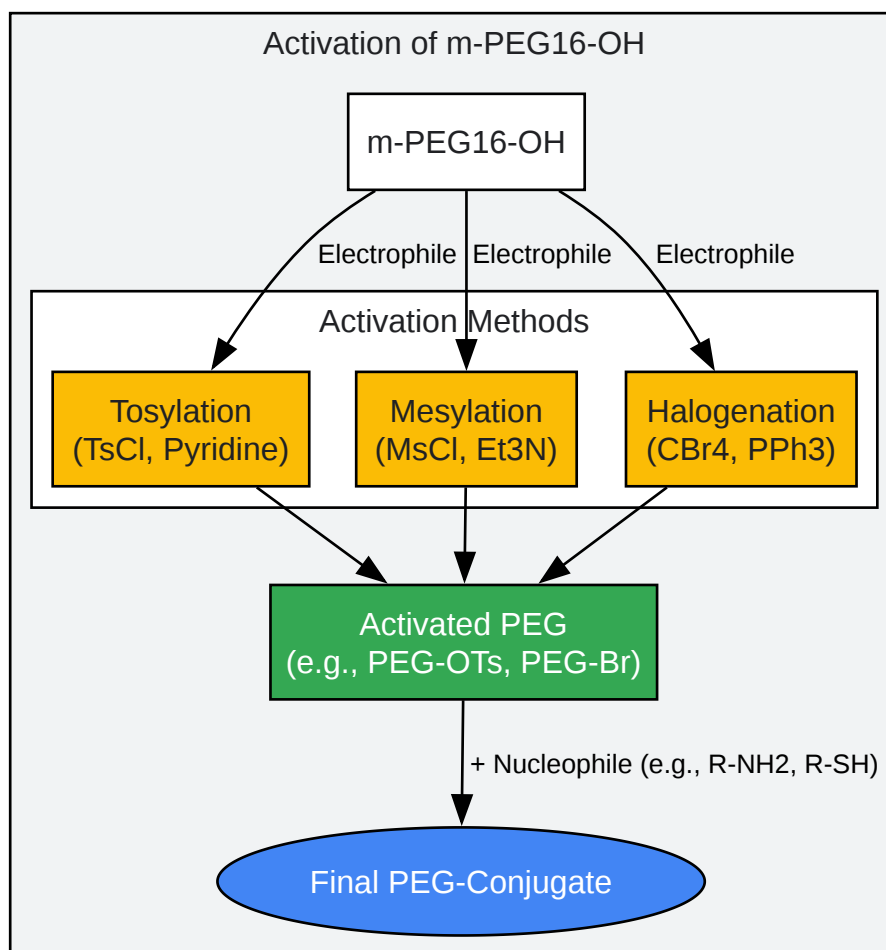 Activation of m-PEG16-OH
m-PEG16-OH
Electrophile
Electrophile
Electrophile
Activation Methods
Tosylation
(TsCl, Pyridine)
Mesylation
(MsCl, Et3N)
Halogenation
(CBr4, PPh3)
Activated PEG
(e.g., PEG-OTs, PEG-Br)
+ Nucleophile (e.g., R-NH2, R-SH)
Final PEG-Conjugate